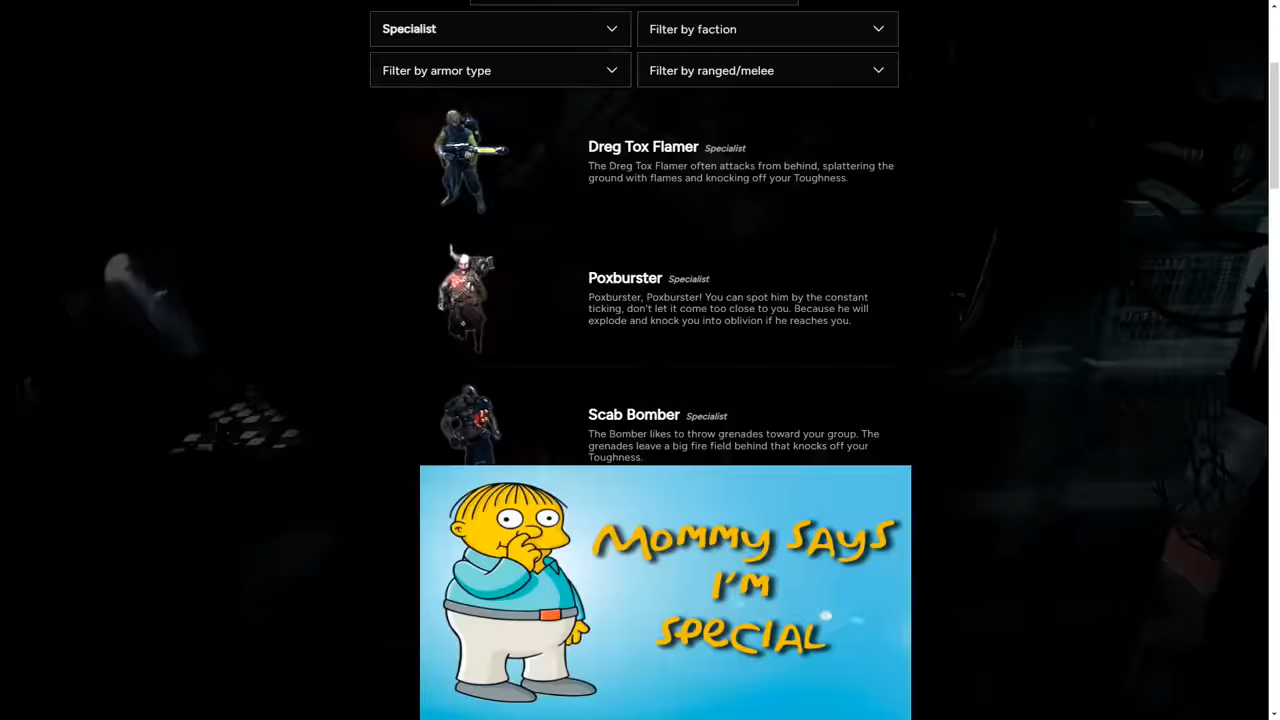 Specialist
Filter by faction
Filter by armor type
Filter by ranged/melee
Dreg Tox Flamer Specialist
The Dreg Tox Flamer often attacks from behind, splattering the
ground with flames and knocking off your Toughness.
Poxburster Specialist
Poxburster, Poxburster! You can spot him by the constant
ticking, don't let it come too close to you. Because he will
explode and knock you into oblivion if he reaches you.
Scab Bomber Specialist
The Bomber likes to throw grenades toward your group. The
grenades leave a big fire field behind that knocks off your
Toughness.
Mommy says
I'm
special